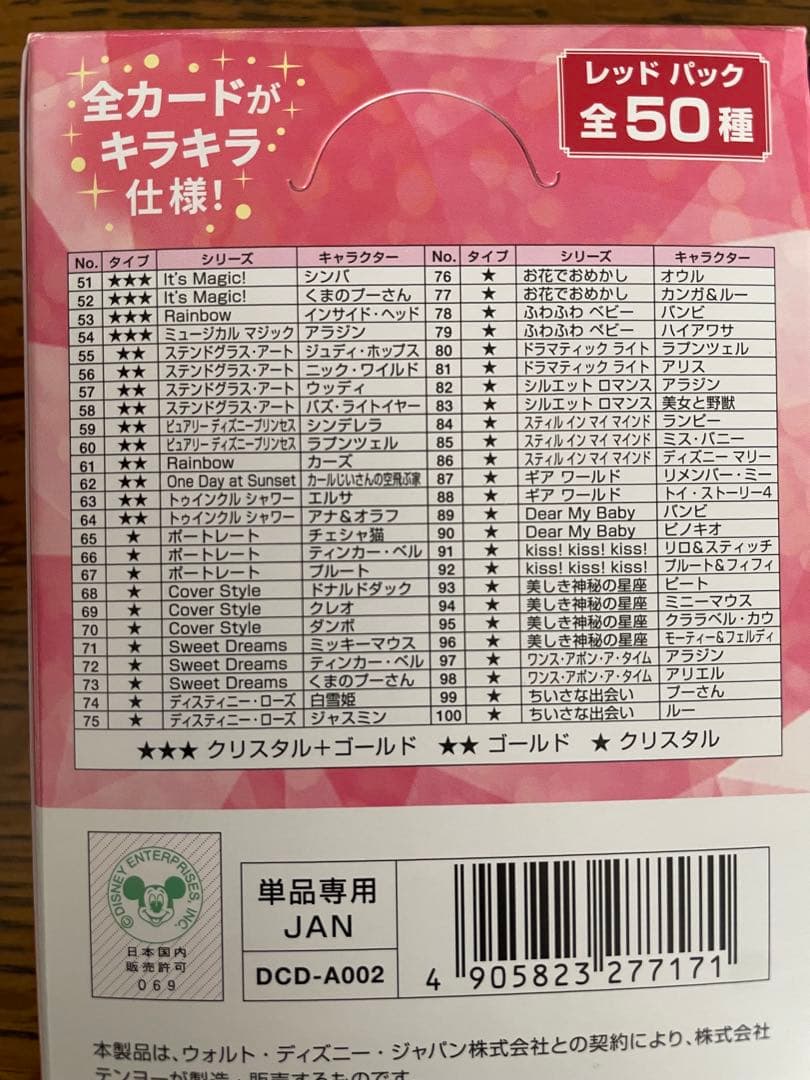 全カードが
キラキラ
仕様!
レッド パック
全50種
No. タイプ シリーズ キャラクター
51 ★★★ It's Magic! シンバ
52 ★★★ It's Magic! くまのプーさん
53 ★★★ Rainbow インサイド・ヘッド
54 ★★★ ミュージカル マジック アラジン
55 ★★ ステンドグラス・アート ジュディ・ホップス
56 ★★ ステンドグラス・アート ニック・ワイルド
57 ★★ ステンドグラス・アート ウッディ
58 ★★ ステンドグラス・アート バズ・ライトイヤー
59 ★★ ピュアリー ディズニープリンセス シンデレラ
60 ★★ ピュアリー ディズニープリンセス ラプンツェル
61 ★★ Rainbow カーズ
62 ★★ One Day at Sunset カールじいさんの空飛ぶ家
63 ★★ トゥインクル シャワー エルサ
64 ★★ トゥインクル シャワー アナ&オラフ
65 ★ ポートレート チェシャ猫
66 ★ ポートレート ティンカー・ベル
67 ★ ポートレート プルート
68 ★ Cover Style ドナルドダック
69 ★ Cover Style クレオ
70 ★ Cover Style ダンボ
71 ★ Sweet Dreams ミッキーマウス
72 ★ Sweet Dreams ティンカー・ベル
73 ★ Sweet Dreams くまのプーさん
74 ★ ディスティニー・ローズ 白雪姫
75 ★ ディスティニー・ローズ ジャスミン
No. タイプ シリーズ キャラクター
76 ★ お花でおめかし オウル
77 ★ お花でおめかし カンガ&ルー
78 ★ ふわふわ ベビー バンビ
79 ★ ふわふわ ベビー ハイアワサ
80 ★ ドラマティック ライト ラプンツェル
81 ★ ドラマティック ライト アリス
82 ★ シルエット ロマンス アラジン
83 ★ シルエット ロマンス 美女と野獣
84 ★ スティル イン マイ マインド ランピー
85 ★ スティル イン マイ マインド ミス・バニー
86 ★ スティル イン マイ マインド ディズニー マリー
87 ★ ギア ワールド リメンバー・ミー
88 ★ ギア ワールド トイ・ストーリー4
89 ★ Dear My Baby バンビ
90 ★ Dear My Baby ピノキオ
91 ★ kiss! kiss! kiss! リロ&スティッチ
92 ★ kiss! kiss! kiss! プルート&フィフィ
93 ★ 美しき神秘の星座 ピート
94 ★ 美しき神秘の星座 ミニーマウス
95 ★ 美しき神秘の星座 クララベル・カウ
96 ★ 美しき神秘の星座 モーティー&フェルディ
97 ★ ワンス・アポン・ア・タイム アラジン
98 ★ ワンス・アポン・ア・タイム アリエル
99 ★ ちいさな出会い プーさん
100 ★ ちいさな出会い ルー
★★★ クリスタル+ゴールド ★★ ゴールド ★ クリスタル
©DISNEY ENTERPRISES, INC.
日本国内
販売許可
069
単品専用
JAN
DCD-A002
4 905823 277171
本製品は、ウォルト・ディズニー・ジャパン株式会社との契約により、株式会社
テンヨーが製造・販売するものです。